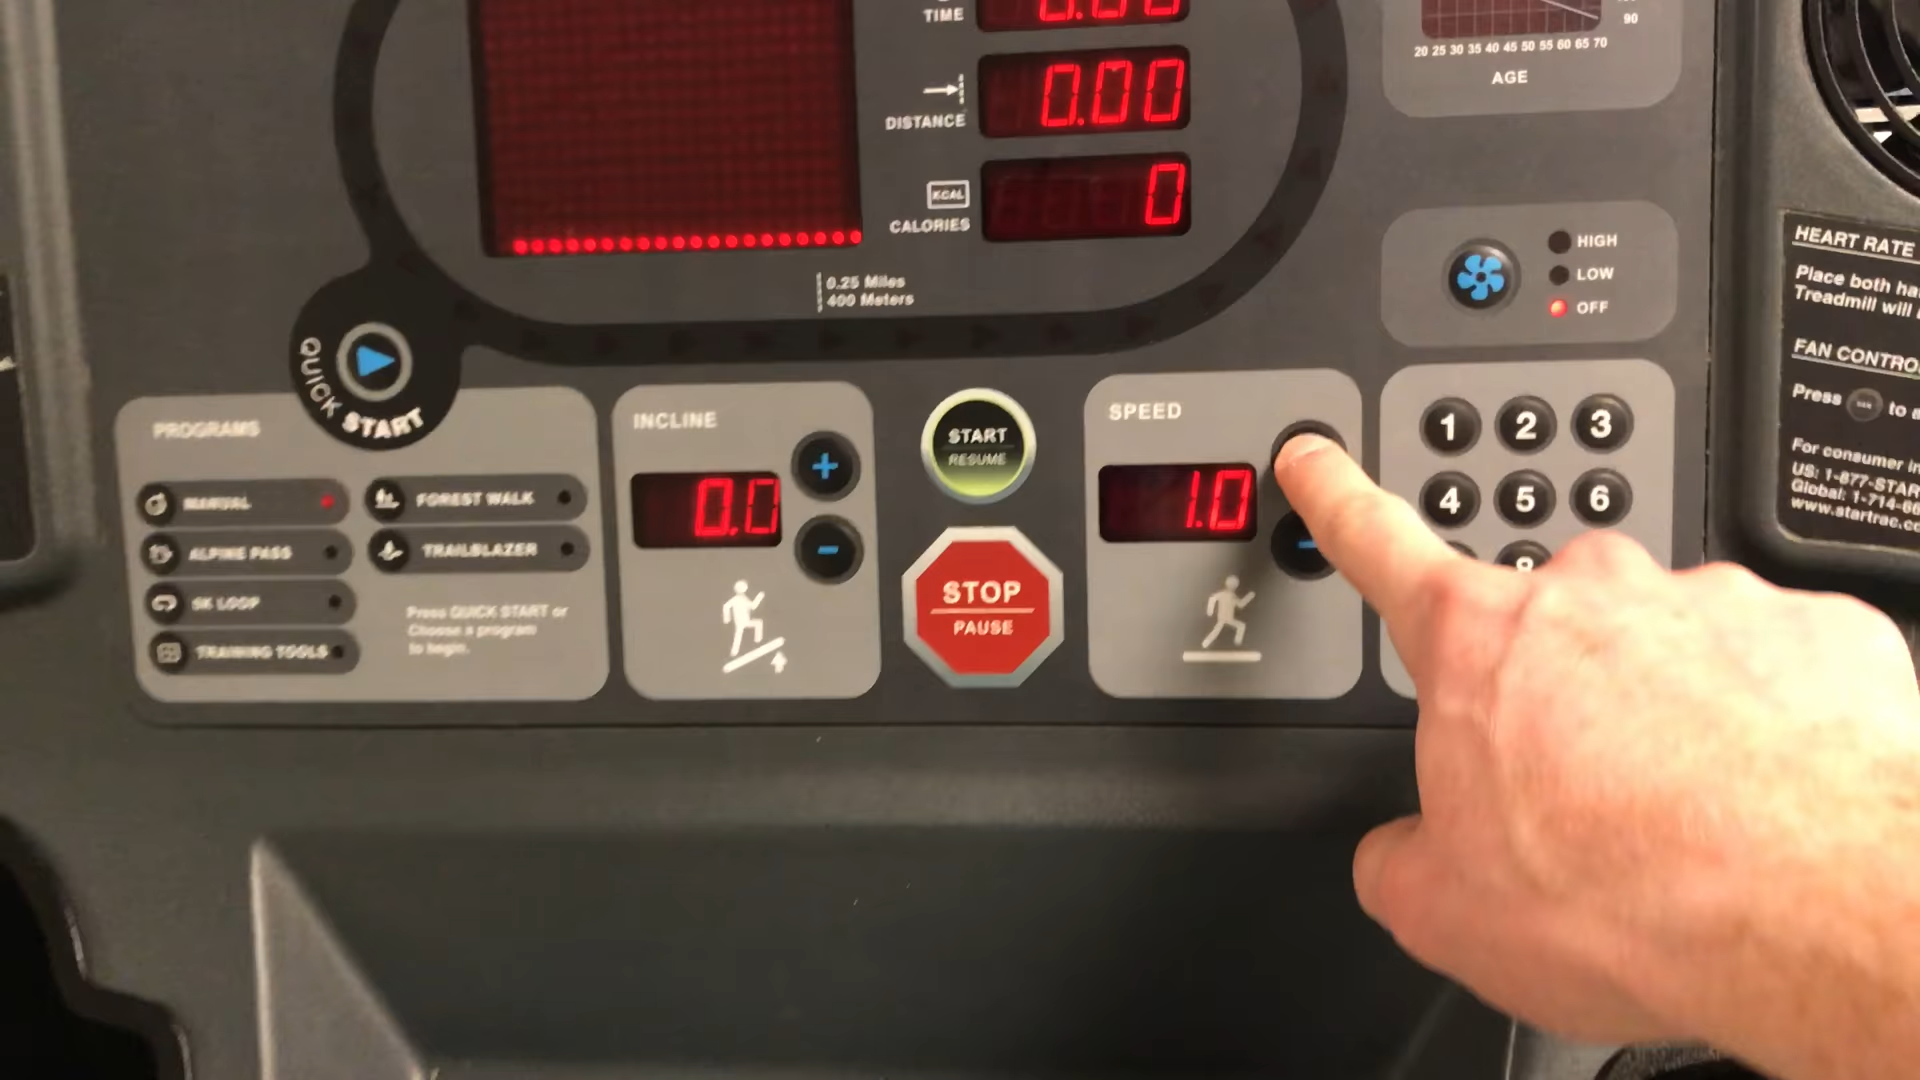 TIME
DISTANCE
0.00
KCAL
CALORIES
0
0.25 Miles
400 Meters
20 25 30 35 40 45 50 55 60 65 70
90
AGE
HIGH
LOW
OFF
QUICK START
PROGRAMS
MANUAL
ALPINE PASS
5K LOOP
TRAINING TOOLS
FOREST WALK
TRAILBLAZER
Press QUICK START or
Choose a program
to begin.
INCLINE
0.0
+
-
START
RESUME
STOP
PAUSE
SPEED
1.0
-
1 2 3
4 5 6
8
HEART RATE
Place both
Treadmill will
FAN
Press
to
For consumer
US: 1-877-STAR
Global: 1-714-66
www.startrac.